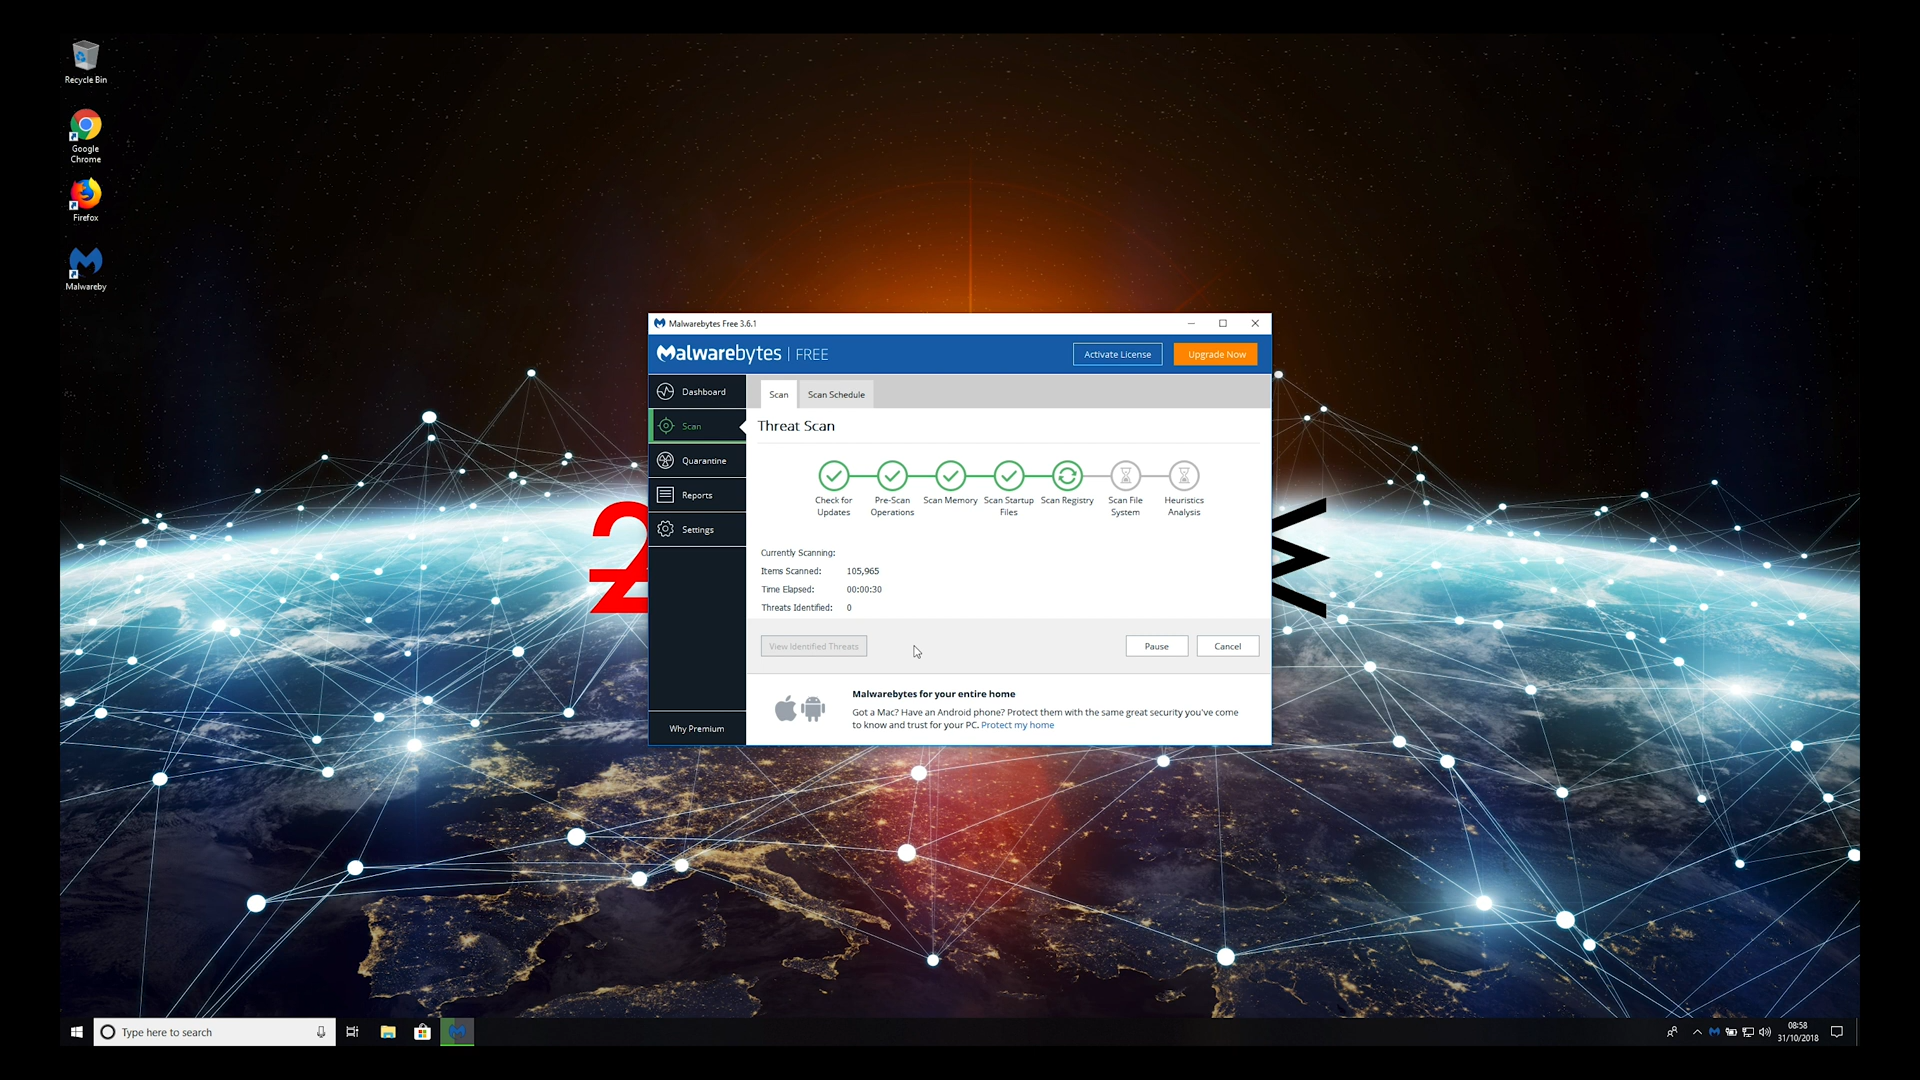 Recycle Bin
Google
Chrome
Firefox
Malwareby
Malwarebytes Free 3.6.1
Malwarebytes | FREE
Activate License
Upgrade Now
Dashboard
Scan
Quarantine
Reports
Settings
Why Premium
Scan
Scan Schedule
Threat Scan
Check for
Updates
Pre-Scan
Operations
Scan Memory
Scan Startup
Files
Scan Registry
Scan File
System
Heuristics
Analysis
Currently Scanning:
Items Scanned: 105,965
Time Elapsed: 00:00:30
Threats Identified: 0
View Identified Threats
Pause
Cancel
Malwarebytes for your entire home
Got a Mac? Have an Android phone? Protect them with the same great security you've come
to know and trust for your PC. Protect my home
Type here to search
08:58
31/10/2018